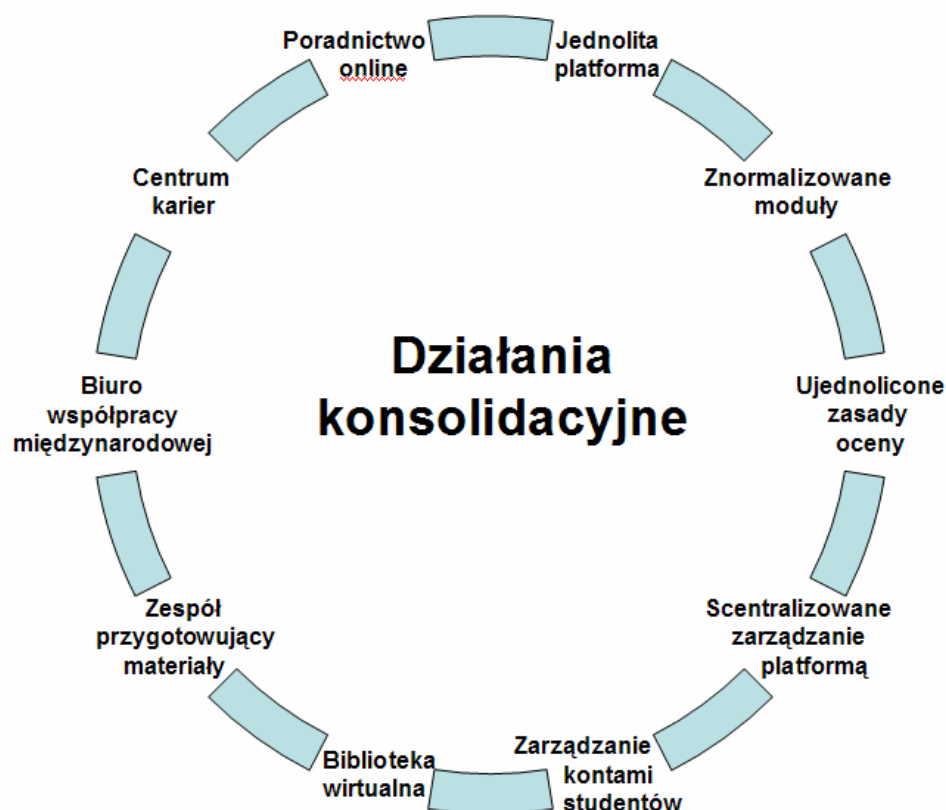 Poradnictwo
online
Jednolita
platforma
Centrum
karier
Znormalizowane
moduły
Działania
konsolidacyjne
Biuro
współpracy
międzynarodowej
Ujednolicone
zasady
oceny
Zespół
przygotowujący
materiały
Scentralizowane
zarządzanie
platformą
Biblioteka
wirtualna
Zarządzanie
kontami
studentów